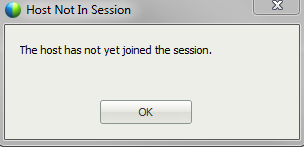 Host Not In Session
The host has not yet joined the session.
OK